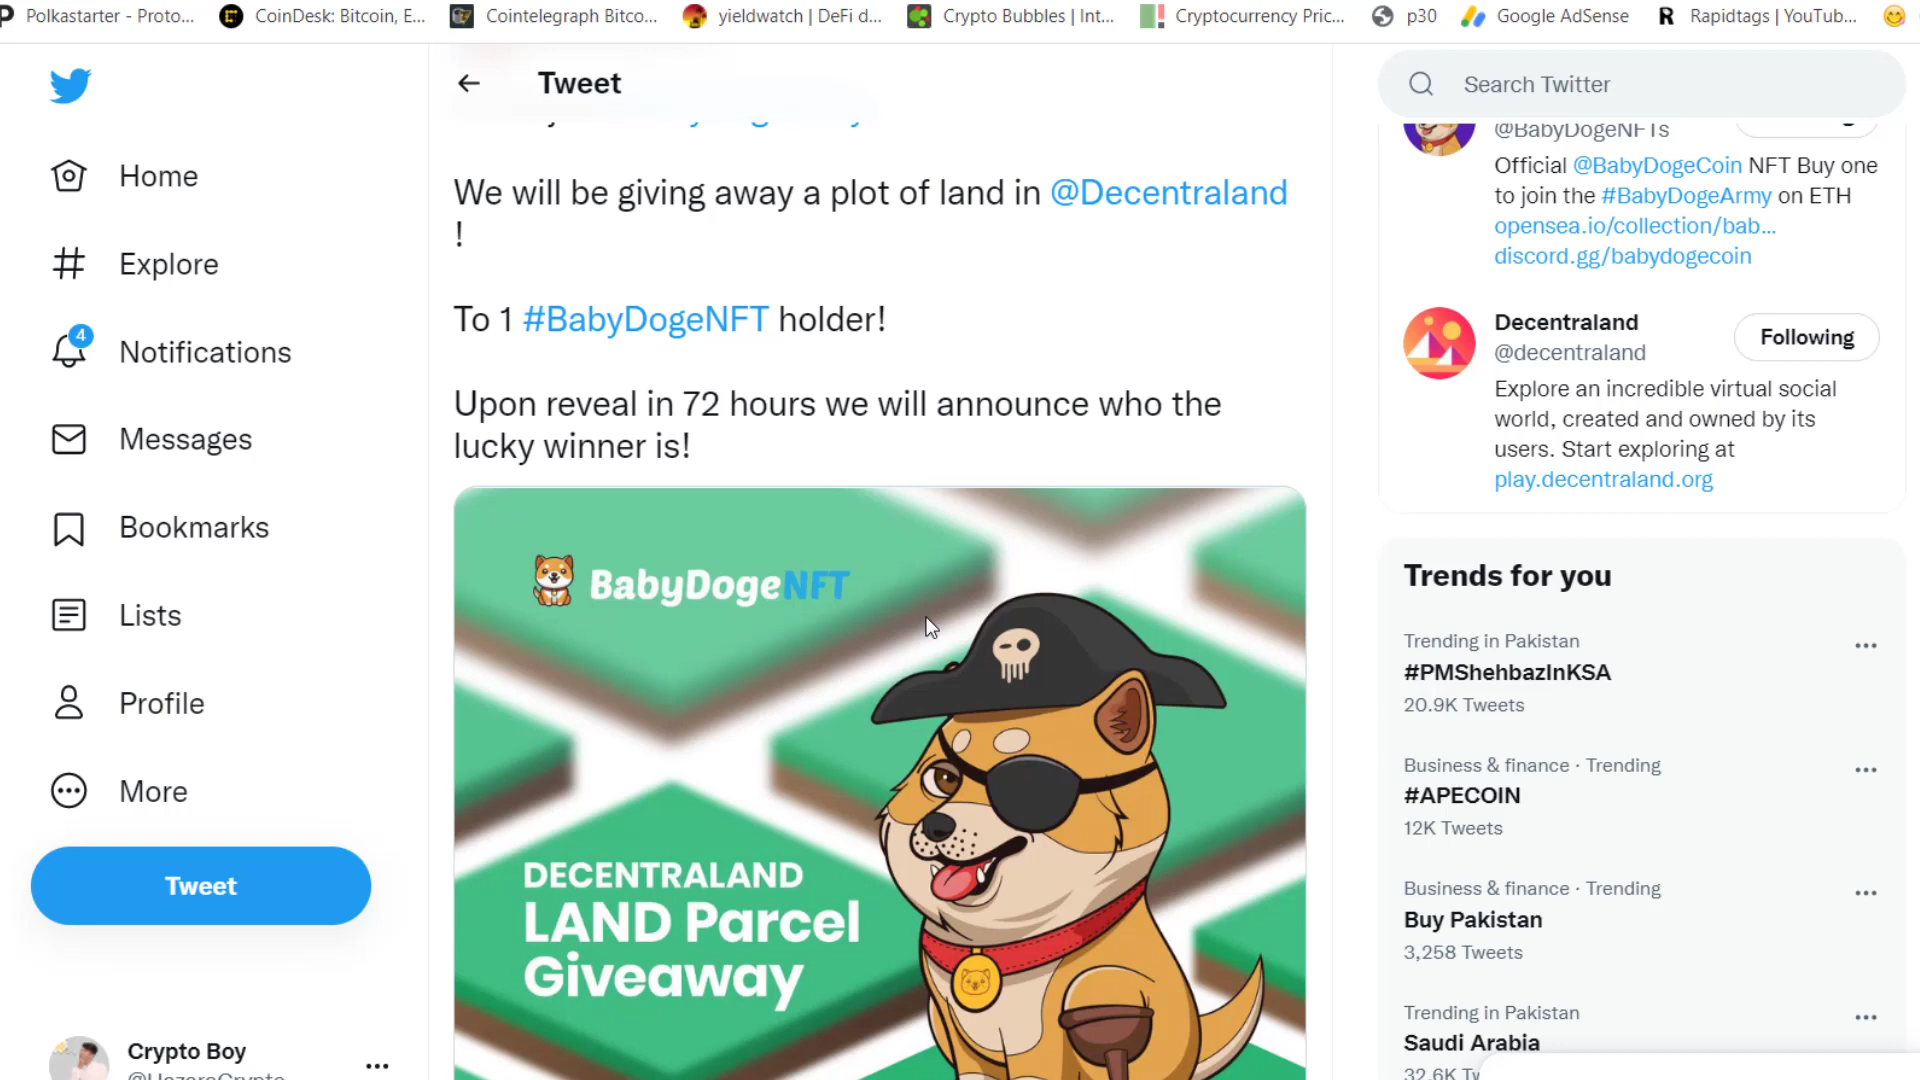 Polkastarter - Proto...
CoinDesk: Bitcoin, E...
Cointelegraph Bitco...
yieldwatch | DeFi d...
Crypto Bubbles | Int...
Cryptocurrency Pric...
p30
Google AdSense
Rapidtags | YouTub...
Home
Explore
4
Notifications
Messages
Bookmarks
Lists
Profile
More
Tweet
Crypto Boy
Tweet
We will be giving away a plot of land in @Decentraland
!
To 1 #BabyDogeNFT holder!
Upon reveal in 72 hours we will announce who the
lucky winner is!
BabyDogeNFT
DECENTRALAND
LAND Parcel
Giveaway
Search Twitter
@BabyDogeNFTs
Official @BabyDogeCoin NFT Buy one
to join the #BabyDogeArmy on ETH
opensea.io/collection/bab...
discord.gg/babydogecoin
Decentraland
@decentraland
Following
Explore an incredible virtual social
world, created and owned by its
users. Start exploring at
play.decentraland.org
Trends for you
Trending in Pakistan
#PMShehbazInKSA
20.9K Tweets
Business & finance · Trending
#APECOIN
12K Tweets
Business & finance · Trending
Buy Pakistan
3,258 Tweets
Trending in Pakistan
Saudi Arabia
32.6K